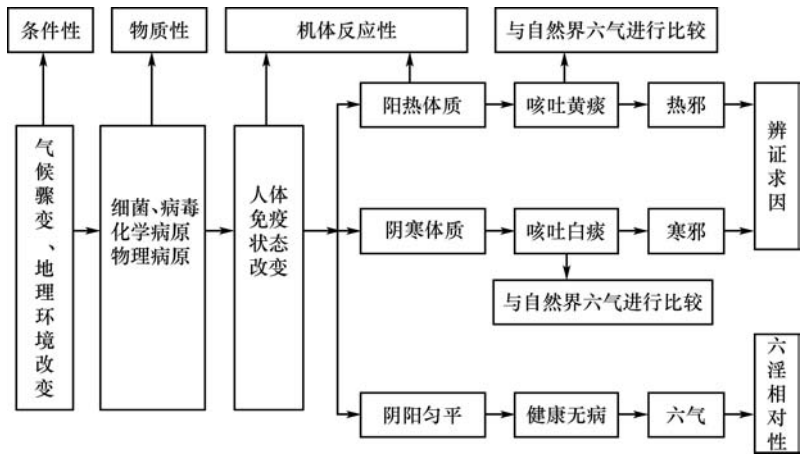 条件性
物质性
机体反应性
与自然界六气进行比较
阳热体质
咳吐黄痰
热邪
辨证求因
气候骤变、地理环境改变
细菌、病毒
化学病原
物理病原
人体
免疫
状态
改变
阴寒体质
咳吐白痰
寒邪
与自然界六气进行比较
阴阳匀平
健康无病
六气
六淫相对性